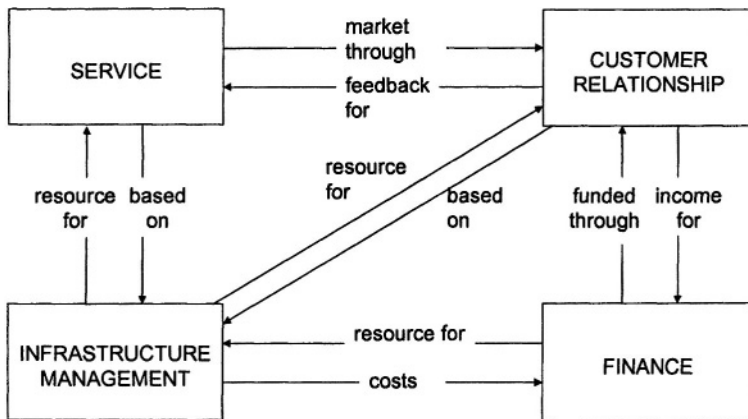 SERVICE
market
through
feedback
for
CUSTOMER
RELATIONSHIP
resource
for
based
on
resource
for
based
on
funded
through
income
for
INFRASTRUCTURE
MANAGEMENT
resource for
costs
FINANCE